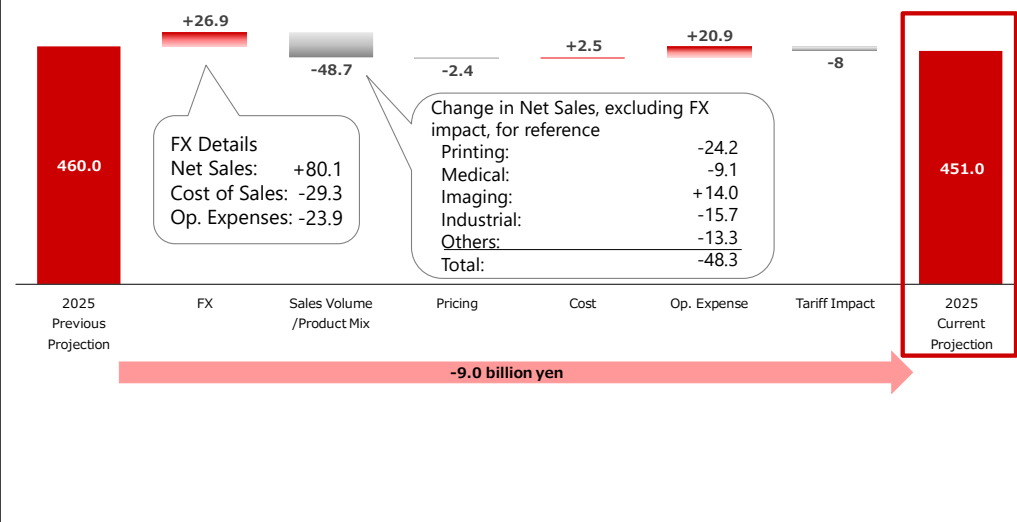 +26.9
-48.7
-2.4
+2.5
+20.9
-8
460.0
451.0
FX Details
Net Sales: +80.1
Cost of Sales: -29.3
Op. Expenses: -23.9
Change in Net Sales, excluding FX
impact, for reference
Printing: -24.2
Medical: -9.1
Imaging: +14.0
Industrial: -15.7
Others: -13.3
Total: -48.3
2025
Previous
Projection
FX
Sales Volume
/Product Mix
Pricing
Cost
Op. Expense
Tariff Impact
2025
Current
Projection
-9.0 billion yen